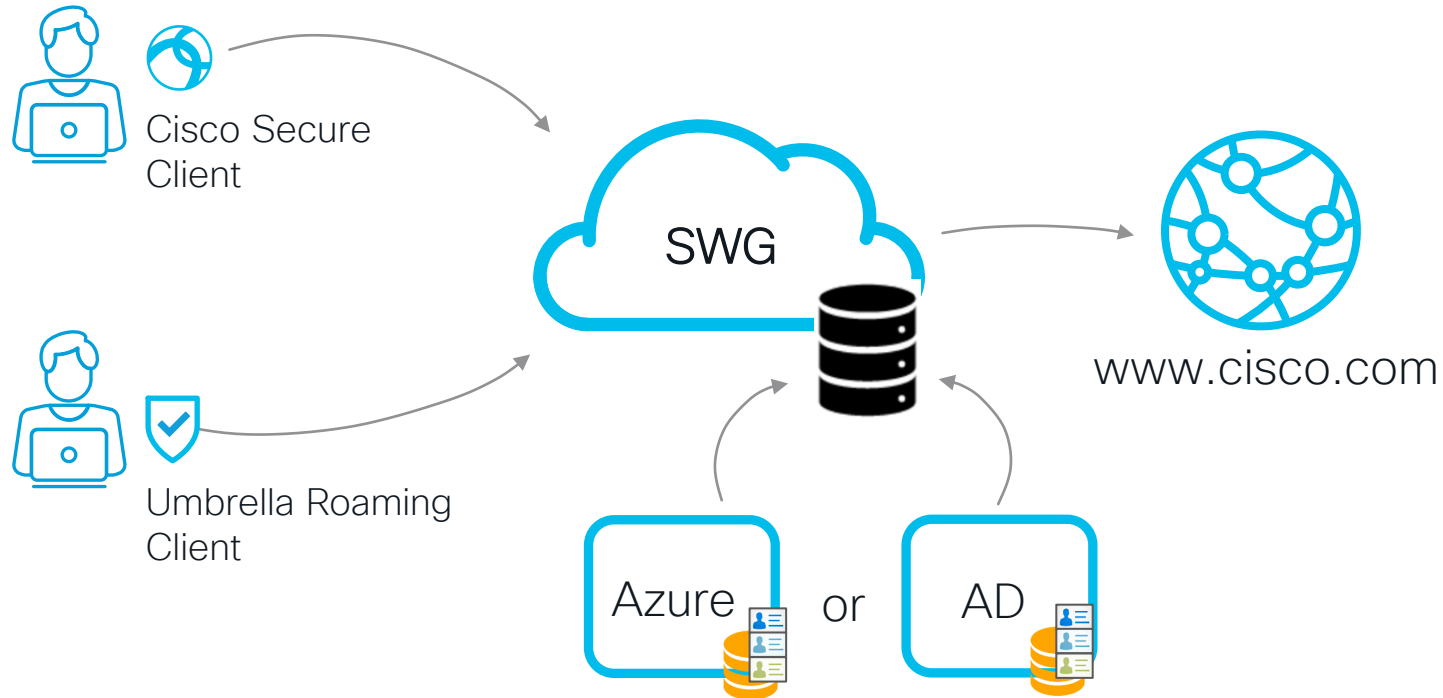 Cisco Secure
Client
SWG
www.cisco.com
Umbrella Roaming
Client
Azure
or
AD